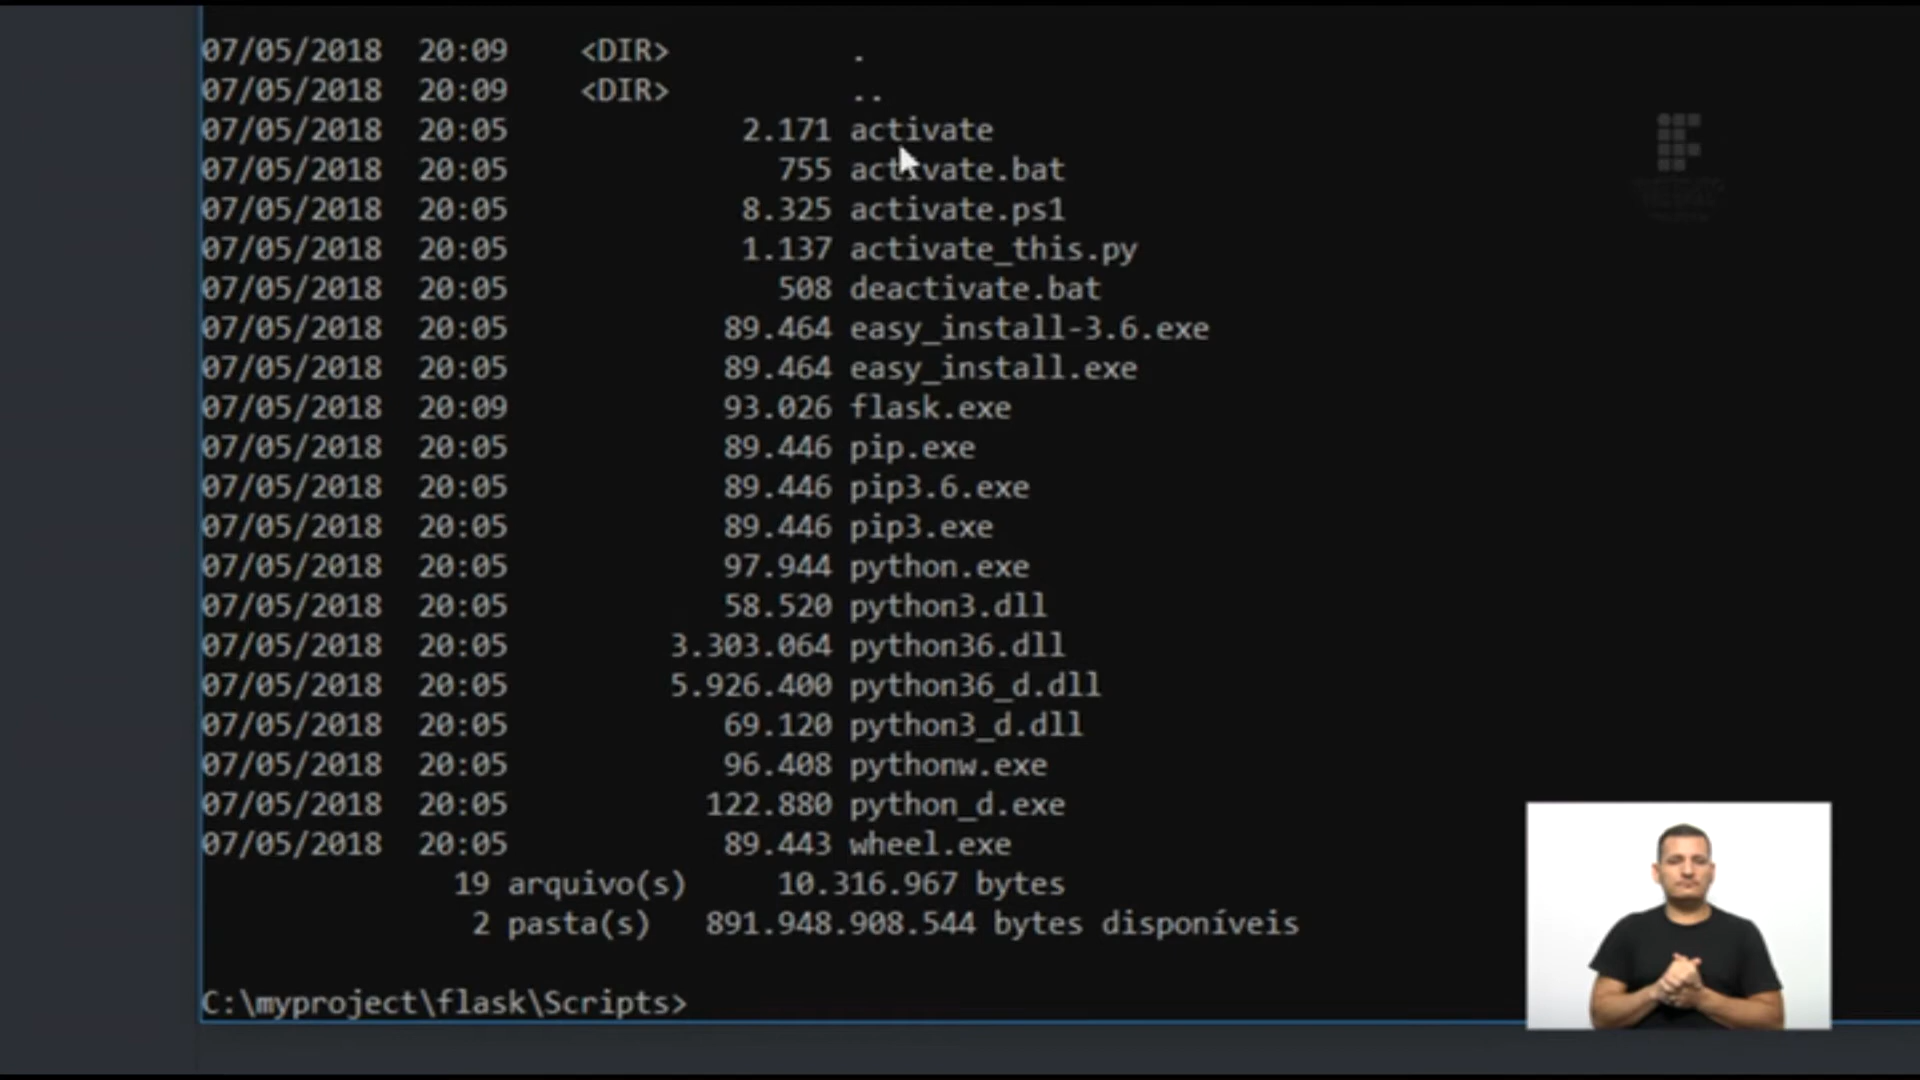 07/05/2018  20:09    <DIR>          .
07/05/2018  20:09    <DIR>          ..
07/05/2018  20:05             2.171 activate
07/05/2018  20:05               755 activate.bat
07/05/2018  20:05             8.325 activate.ps1
07/05/2018  20:05             1.137 activate_this.py
07/05/2018  20:05               508 deactivate.bat
07/05/2018  20:05            89.464 easy_install-3.6.exe
07/05/2018  20:05            89.464 easy_install.exe
07/05/2018  20:09            93.026 flask.exe
07/05/2018  20:05            89.446 pip.exe
07/05/2018  20:05            89.446 pip3.6.exe
07/05/2018  20:05            89.446 pip3.exe
07/05/2018  20:05            97.944 python.exe
07/05/2018  20:05            58.520 python3.dll
07/05/2018  20:05         3.303.064 python36.dll
07/05/2018  20:05         5.926.400 python36_d.dll
07/05/2018  20:05            69.120 python3_d.dll
07/05/2018  20:05            96.408 pythonw.exe
07/05/2018  20:05           122.880 python_d.exe
07/05/2018  20:05            89.443 wheel.exe
19 arquivo(s)     10.316.967 bytes
2 pasta(s)   891.948.908.544 bytes disponíveis
C:\myproject\flask\Scripts>